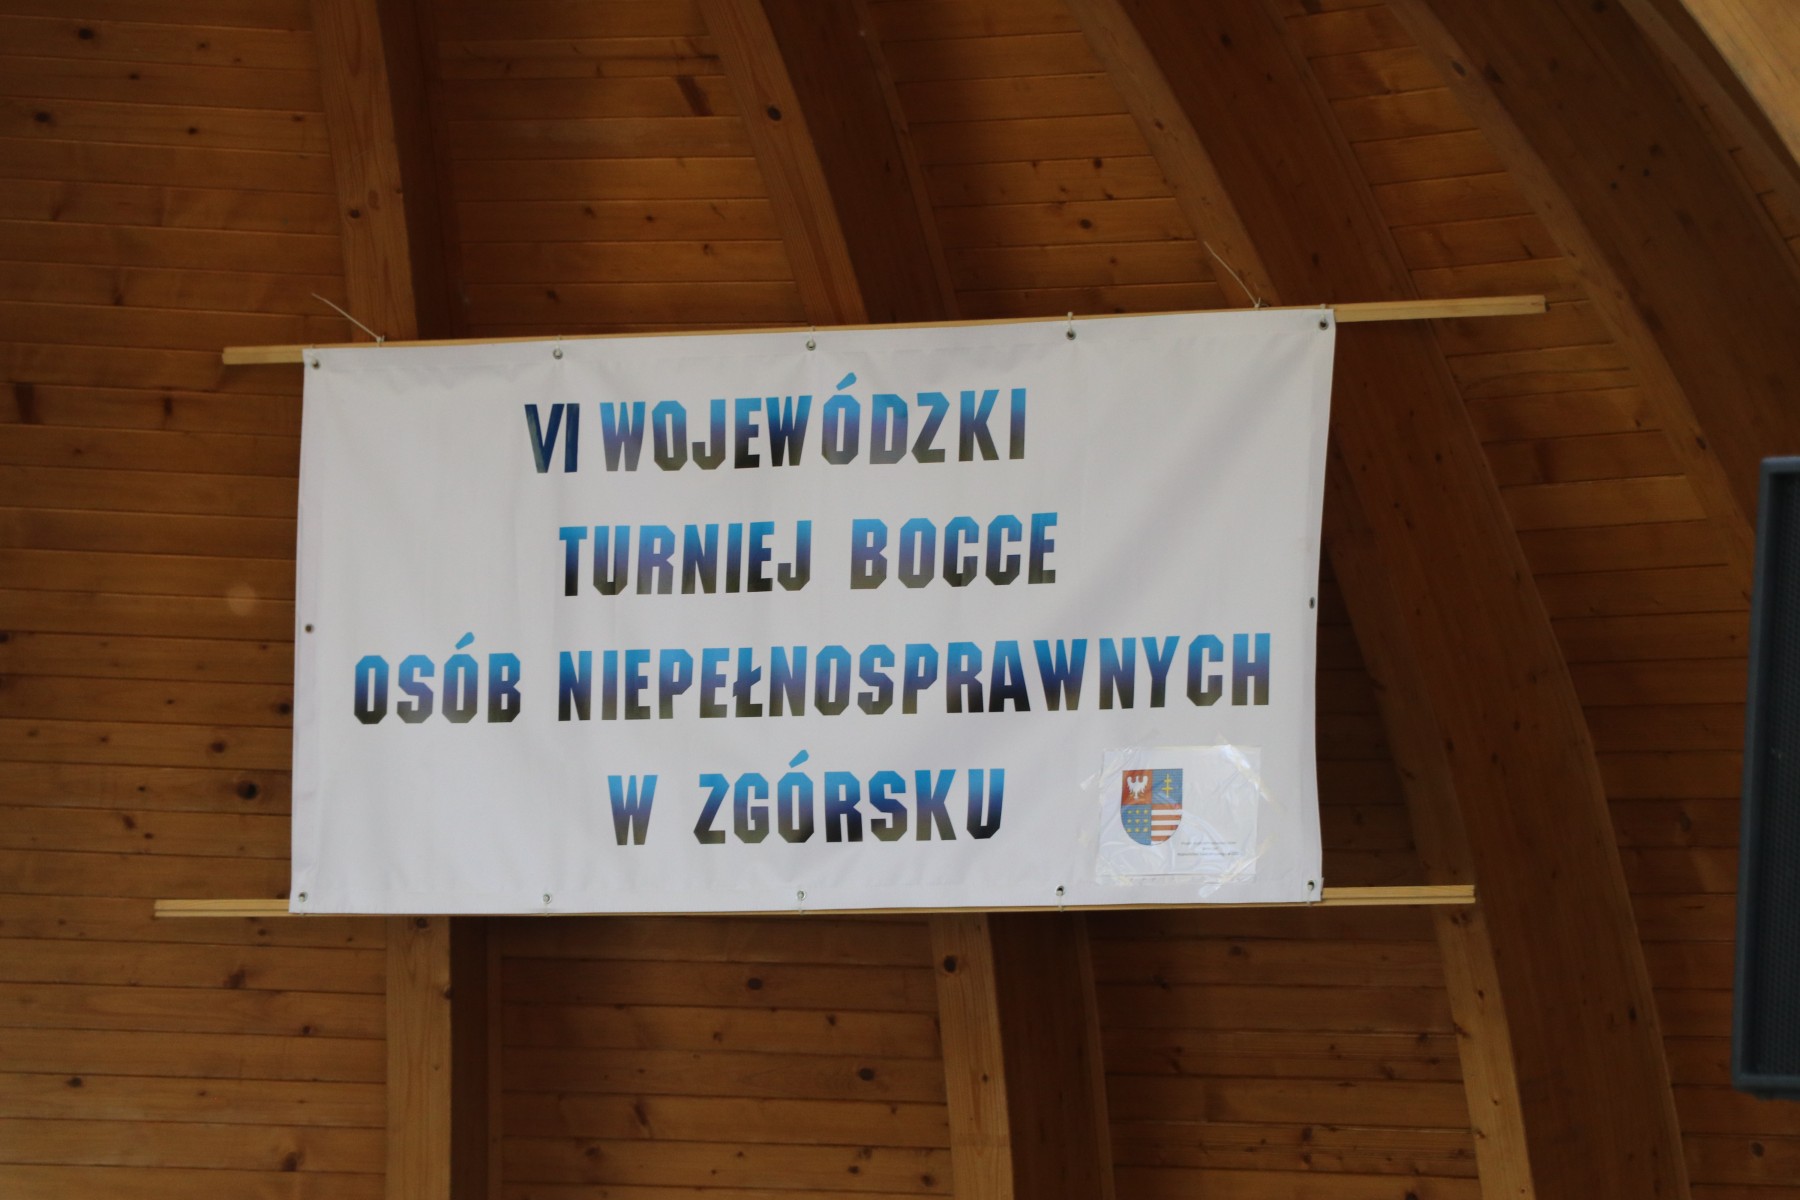 VI WOJEWÓDZKI
TURNIEJ BOCCE
OSÓB NIEPEŁNOSPRAWNYCH
W ZGÓRSKU